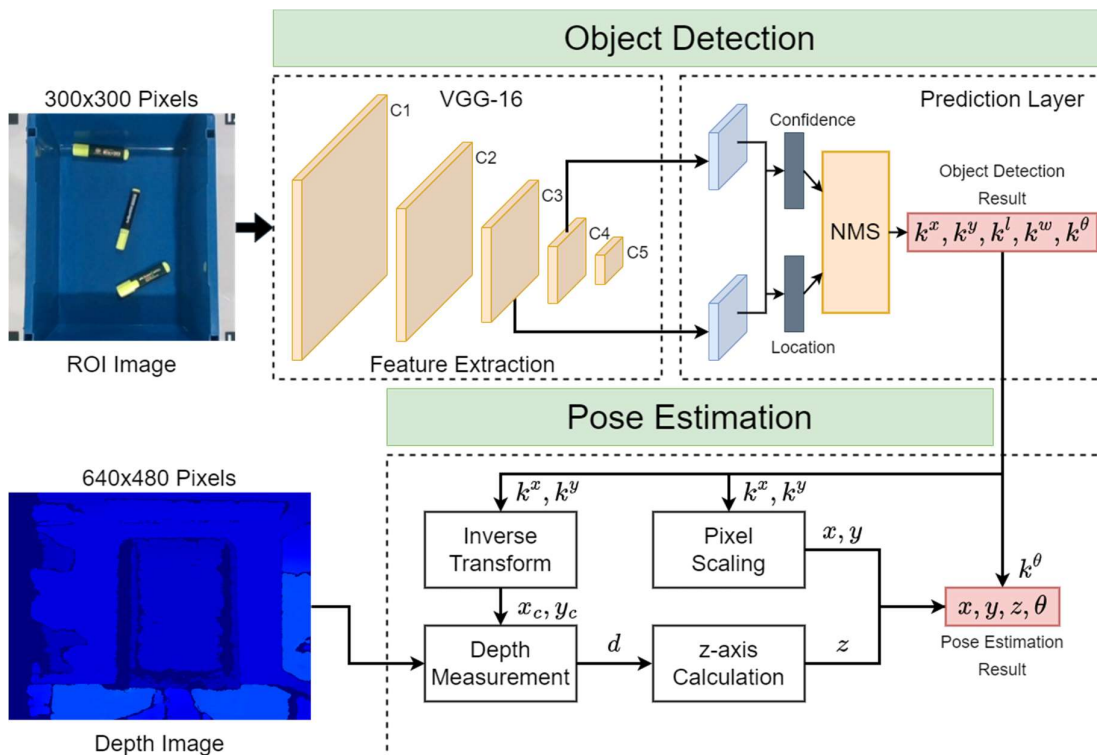 Object Detection
300x300 Pixels
VGG-16
Prediction Layer
C1
C2
C3
C4
C5
Confidence
Location
NMS
Object Detection
Result
k^x, k^y, k^l, k^w, k^θ
Feature Extraction
ROI Image
Pose Estimation
640x480 Pixels
k^x, k^y
k^x, k^y
Inverse
Transform
Pixel
Scaling
x, y
k^θ
x_c, y_c
x, y, z, θ
Depth
Measurement
d
z-axis
Calculation
z
Pose Estimation
Result
Depth Image